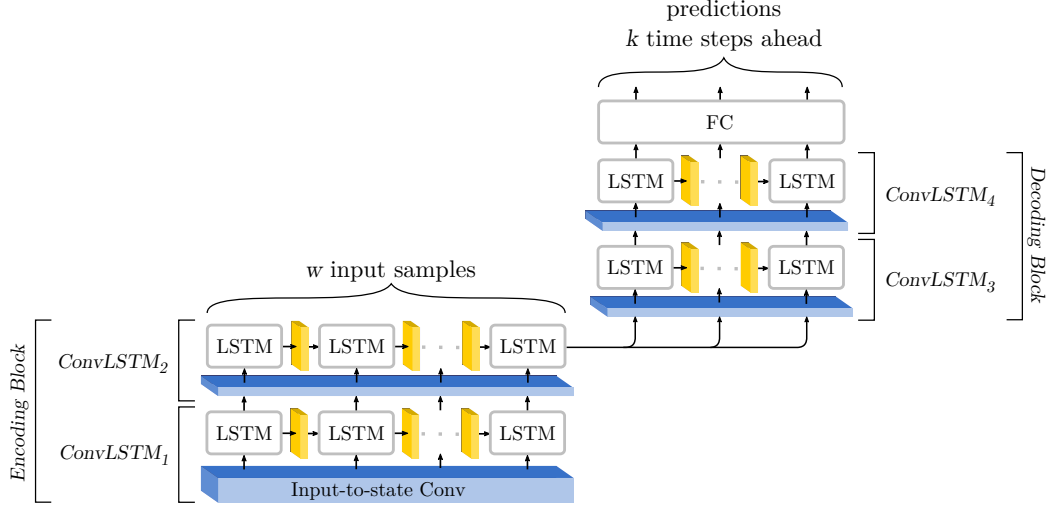 predictions
k time steps ahead
FC
LSTM
LSTM
ConvLSTM4
LSTM
LSTM
ConvLSTM3
Decoding Block
w input samples
LSTM
LSTM
LSTM
ConvLSTM2
LSTM
LSTM
LSTM
ConvLSTM1
Encoding Block
Input-to-state Conv